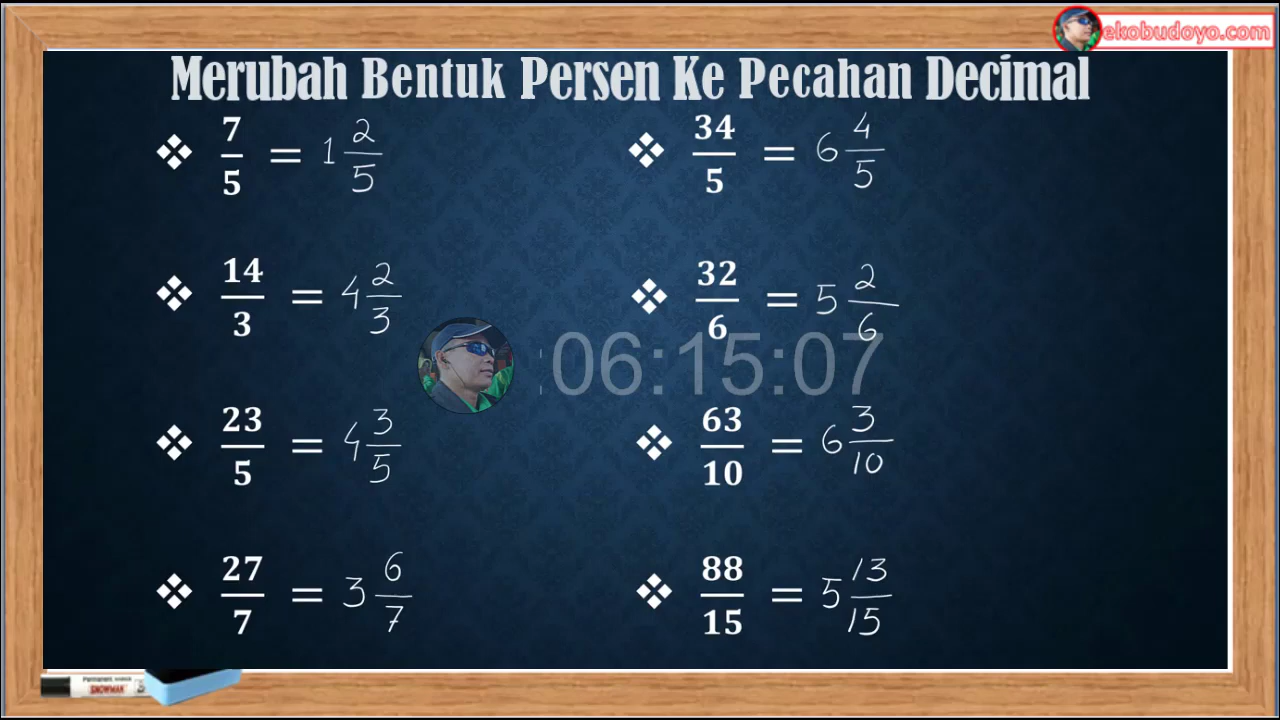 ekobudoyo.com
Merubah Bentuk Persen Ke Pecahan Decimal
❖ 7/5 = 1 2/5
❖ 14/3 = 4 2/3
❖ 23/5 = 4 3/5
❖ 27/7 = 3 6/7
❖ 34/5 = 6 4/5
❖ 32/6 = 5 2/6
❖ 63/10 = 6 3/10
❖ 88/15 = 5 13/15
:06:15:07
Permanent
SNOWMAN